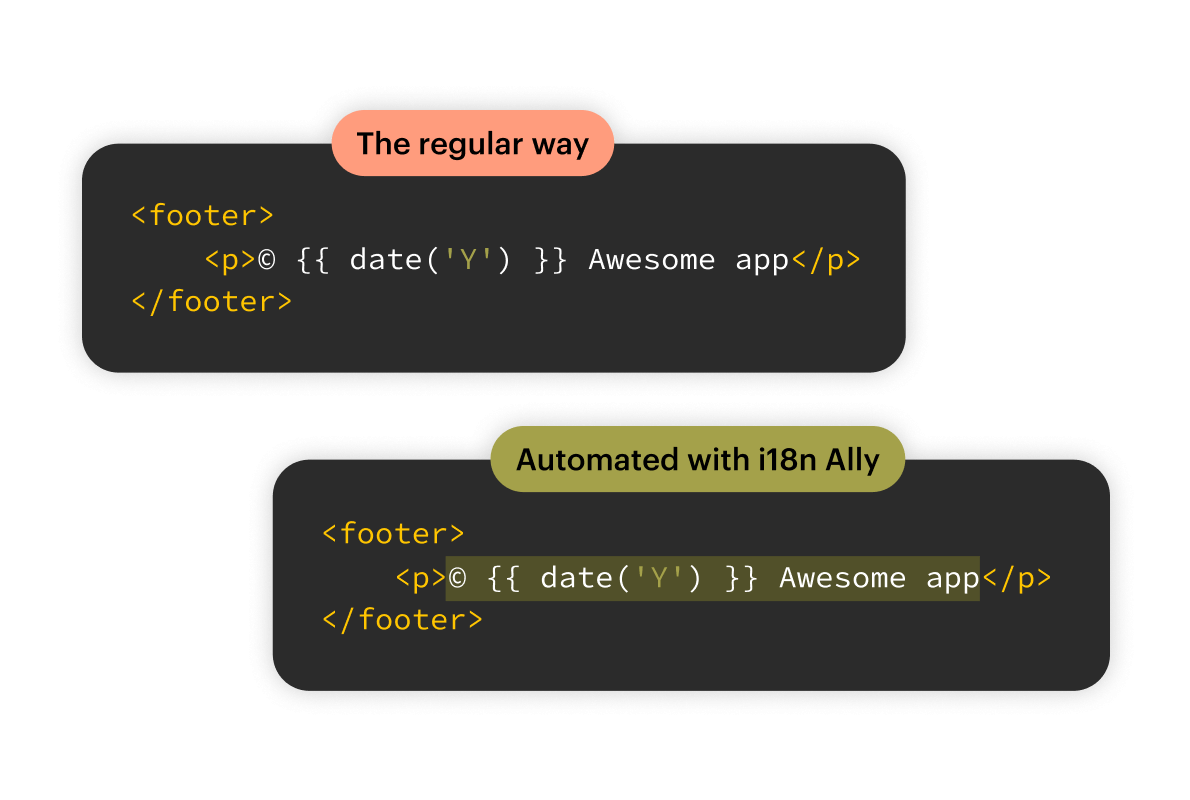 The regular way
<footer>
    <p>© {{ date('Y') }} Awesome app</p>
</footer>
Automated with i18n Ally
<footer>
    <p>© {{ date('Y') }} Awesome app</p>
</footer>